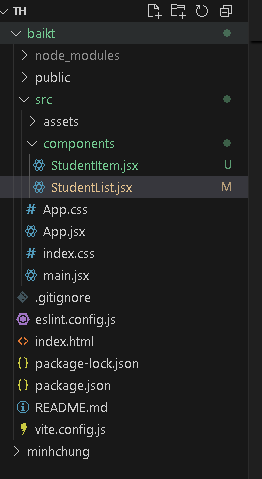 TH
baikt
node_modules
public
src
assets
components
StudentItem.jsx U
StudentList.jsx M
App.css
App.jsx
index.css
main.jsx
.gitignore
eslint.config.js
index.html
package-lock.json
package.json
README.md
vite.config.js
minhchung